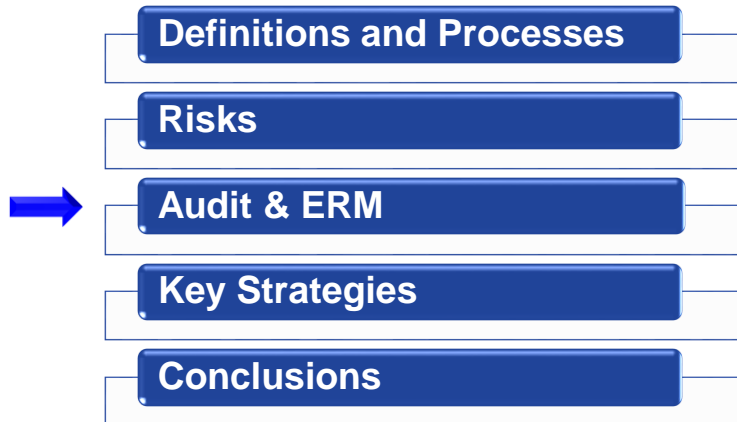 Definitions and Processes
Risks
Audit & ERM
Key Strategies
Conclusions